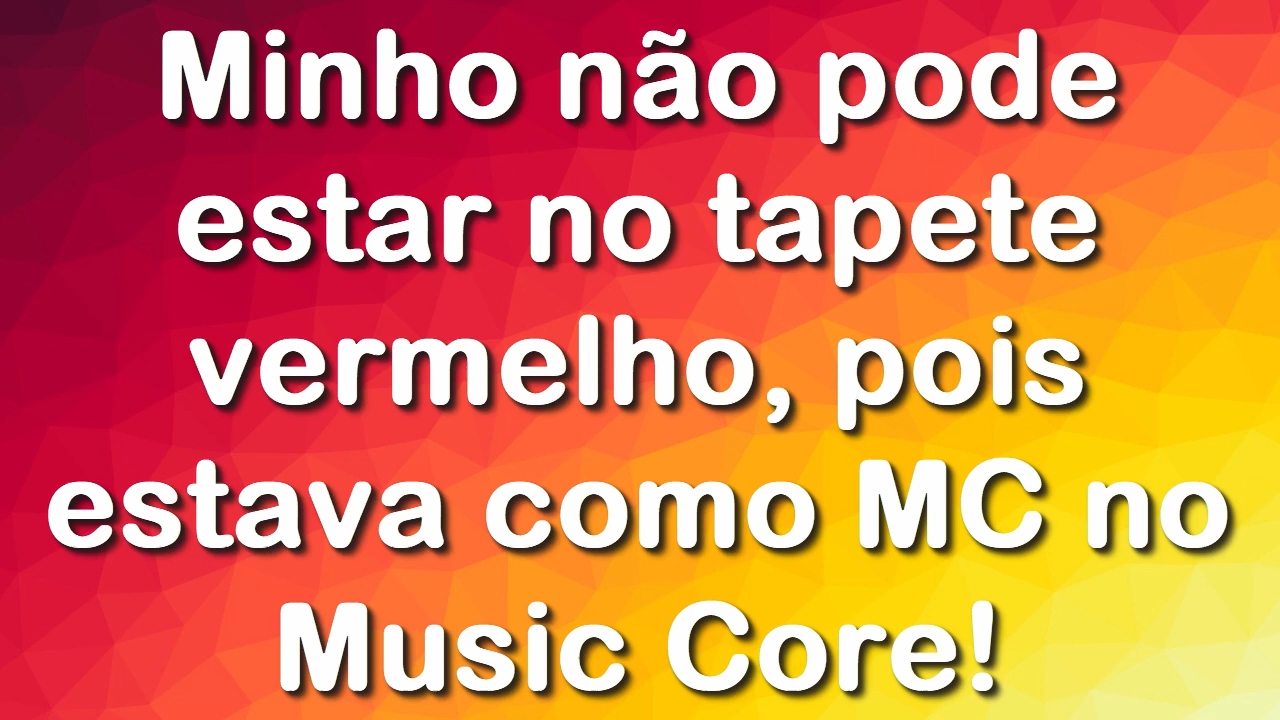 Minho não pode
estar no tapete
vermelho, pois
estava como MC no
Music Core!